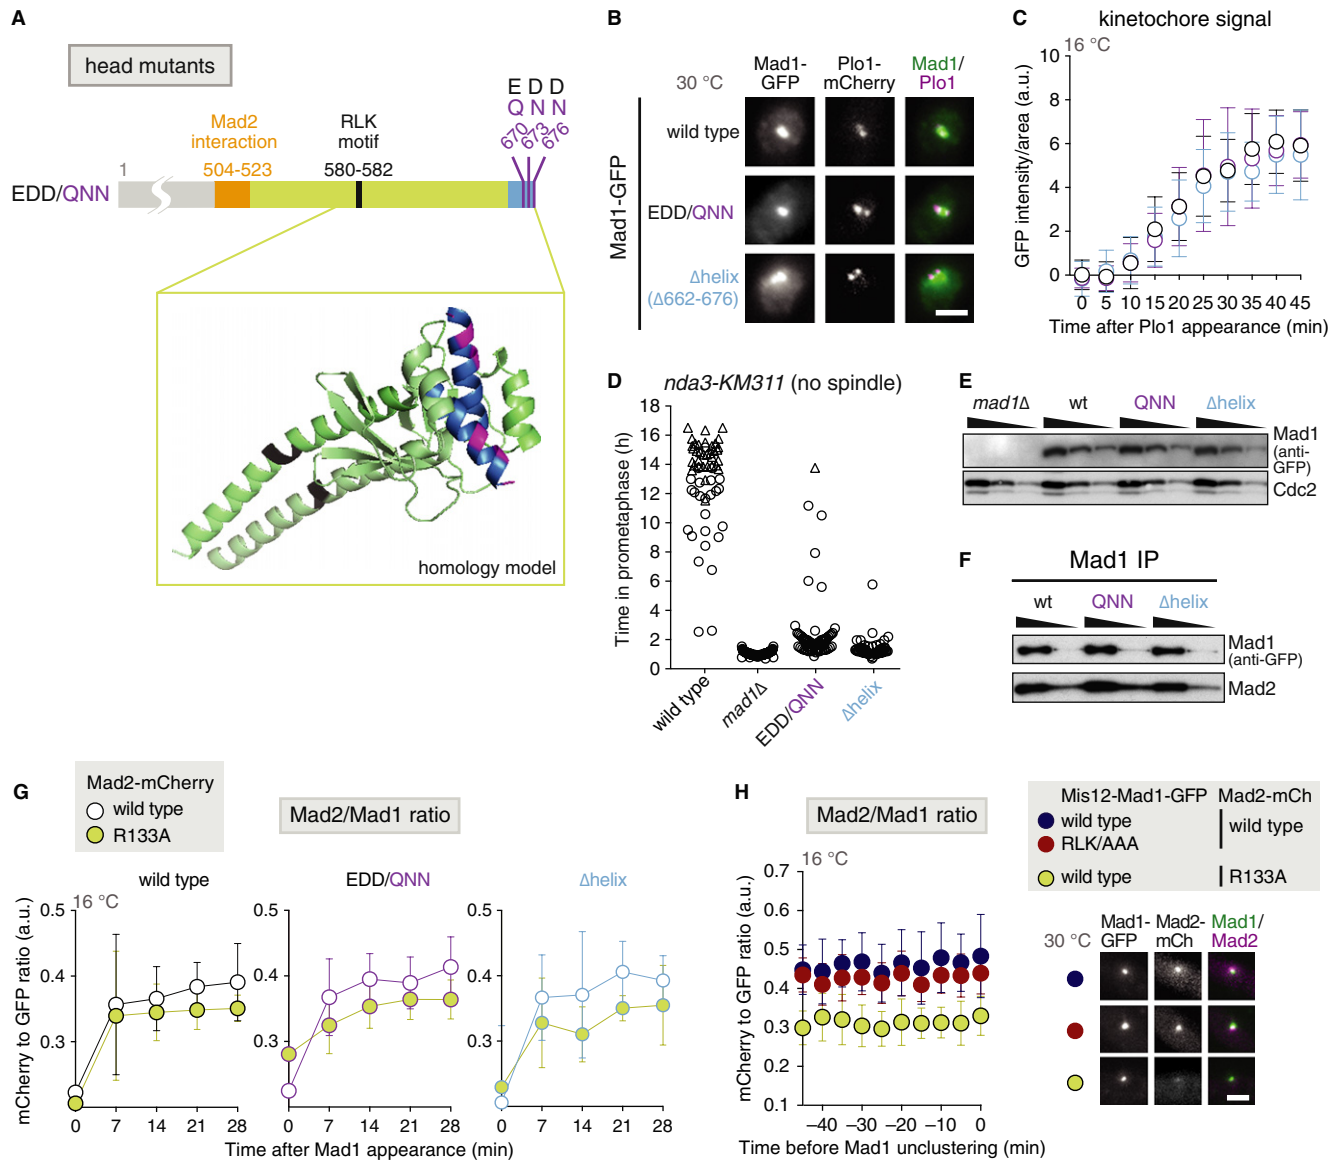 A
head mutants
E D D
Q N N
670 673 676
Mad2
interaction
504-523
RLK
motif
580-582
1
EDD/QNN
homology model
B
30 °C
Mad1-
GFP
Plo1-
mCherry
Mad1/
Plo1
Mad1-GFP
wild type
EDD/QNN
Δhelix
(Δ662-676)
C
kinetochore signal
16 °C
GFP intensity/area (a.u.)
10
8
6
4
2
0
0 5 10 15 20 25 30 35 40 45
Time after Plo1 appearance (min)
D
nda3-KM311 (no spindle)
Time in prometaphase (h)
18
16
14
12
10
8
6
4
2
0
wild type
mad1Δ
EDD/QNN
Δhelix
E
mad1Δ wt QNN Δhelix
Mad1
(anti-
GFP)
Cdc2
F
Mad1 IP
wt QNN Δhelix
Mad1
(anti-GFP)
Mad2
G
Mad2-mCherry
wild type
R133A
Mad2/Mad1 ratio
mCherry to GFP ratio (a.u.)
wild type
16 °C
0.5
0.4
0.3
0 7 14 21 28
EDD/QNN
0.5
0.4
0.3
0 7 14 21 28
Δhelix
0.5
0.4
0.3
0 7 14 21 28
Time after Mad1 appearance (min)
H
Mad2/Mad1 ratio
16 °C
mCherry to GFP ratio (a.u.)
0.7
0.6
0.5
0.4
0.3
0.2
0.1
−40 −30 −20 −10 0
Time before Mad1 unclustering (min)
Mis12-Mad1-GFP Mad2-mCh
wild type
RLK/AAA
wild type
wild type R133A
30 °C
Mad1-
GFP
Mad2-
mCh
Mad1/
Mad2